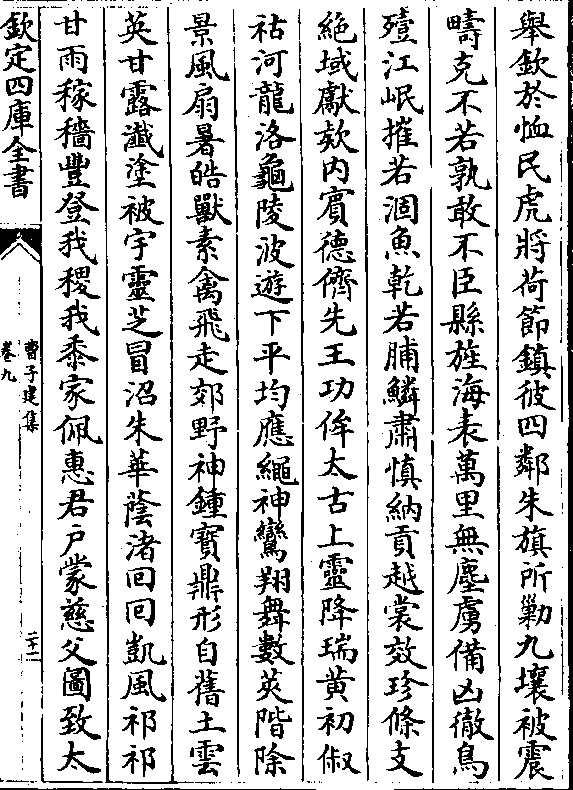 舉欽於恤民虎將荷節鎮彼四鄰朱旗所勦九壤被震
疇克不若孰敢不臣縣旌海表萬里無塵虜備凶徹鳥
殪江岷摧若涸魚乾若脯鱗肅慎納貢越裳效珍條支
絶域獻欵内賓德儕先王功侔太古上靈降瑞黄初俶
祜河龍洛龜陵波遊下平均應繩神鸞翔舞數莢階除
景風扇暑皓獸素禽飛走郊野神鍾寳鼎形自舊土雲
英甘露瀸塗被宇靈芝冒沼朱華蔭渚回回凱風祁祁
甘雨稼穡豐登我稷我黍家佩惠君户蒙慈父圖致太
欽定四庫全書
曹子建集
卷九
二十二